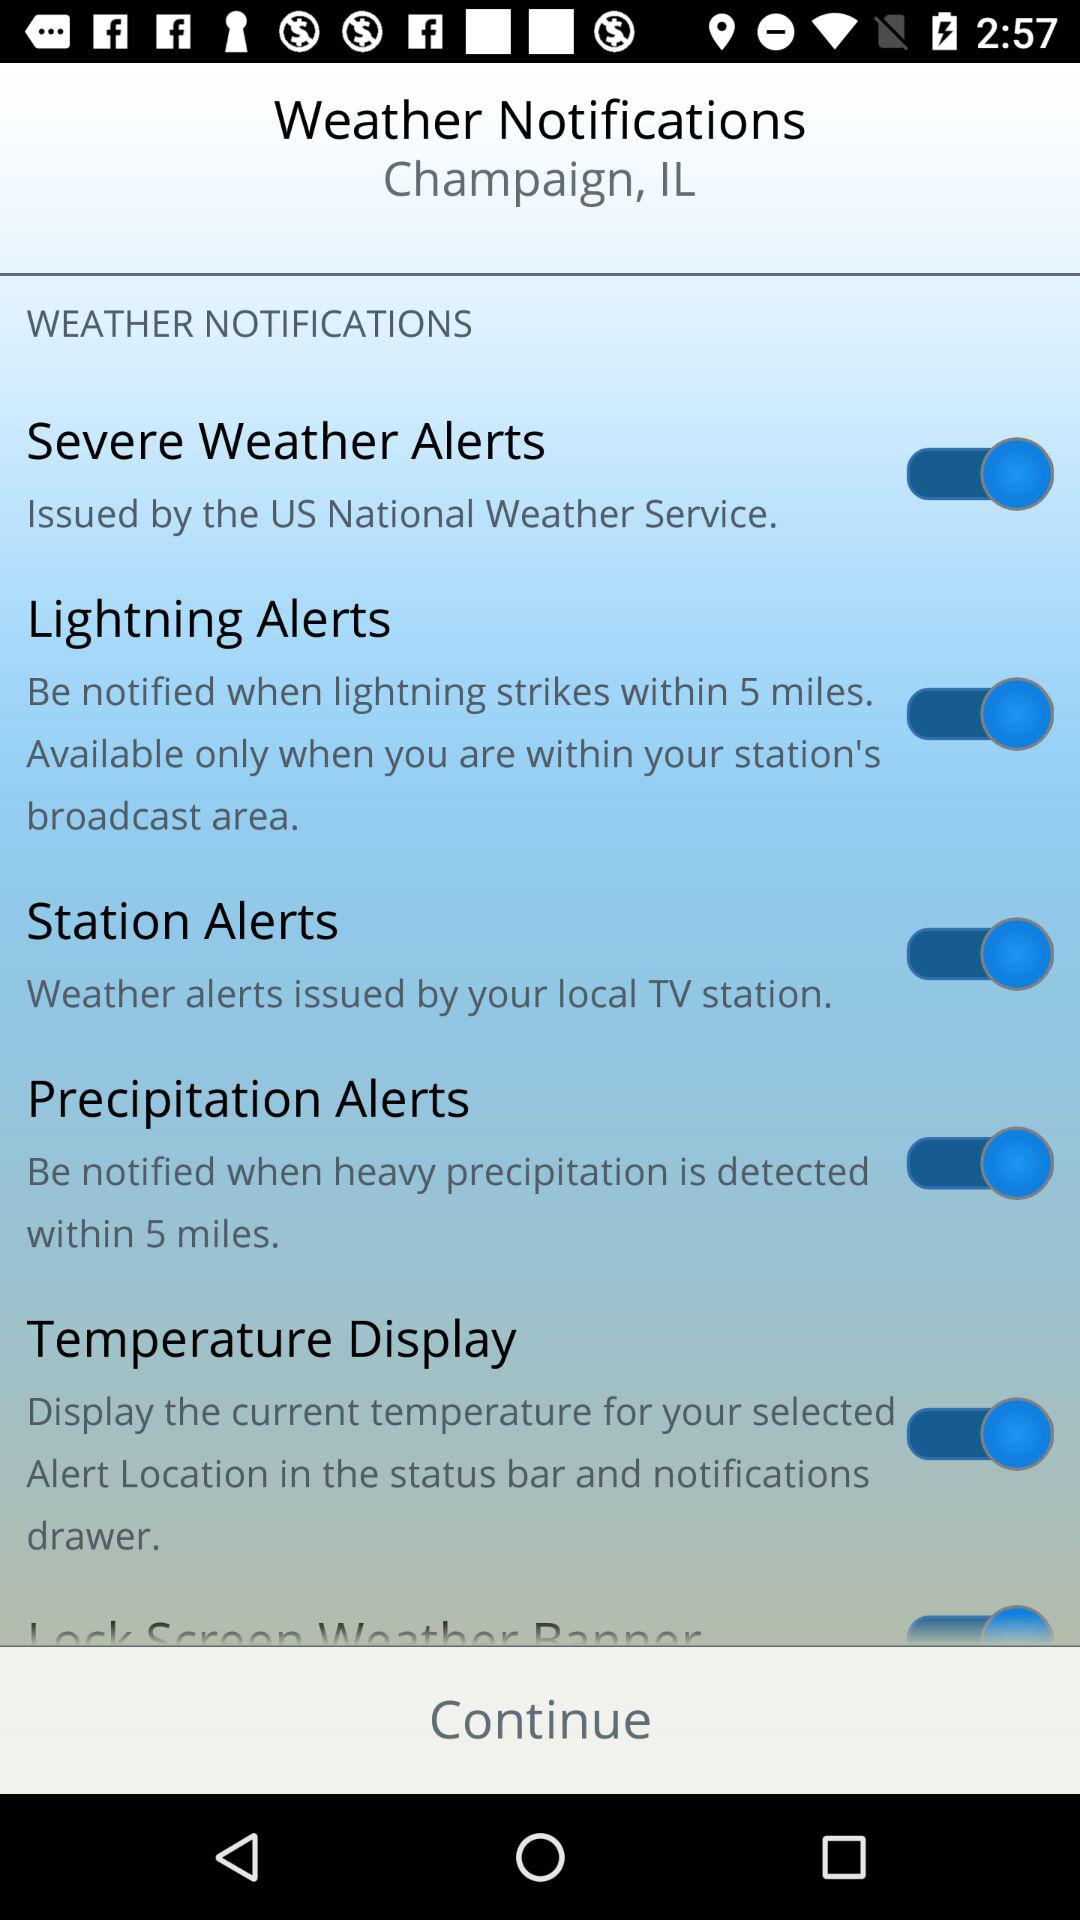 2:57
Weather Notifications
Champaign, IL
WEATHER NOTIFICATIONS
Severe Weather Alerts
Issued by the US National Weather Service.
Lightning Alerts
Be notified when lightning strikes within 5 miles.
Available only when you are within your station's
broadcast area.
Station Alerts
Weather alerts issued by your local TV station.
Precipitation Alerts
Be notified when heavy precipitation is detected
within 5 miles.
Temperature Display
Display the current temperature for your selected
Alert Location in the status bar and notifications
drawer.
Lock Screen Weather Banner
Continue